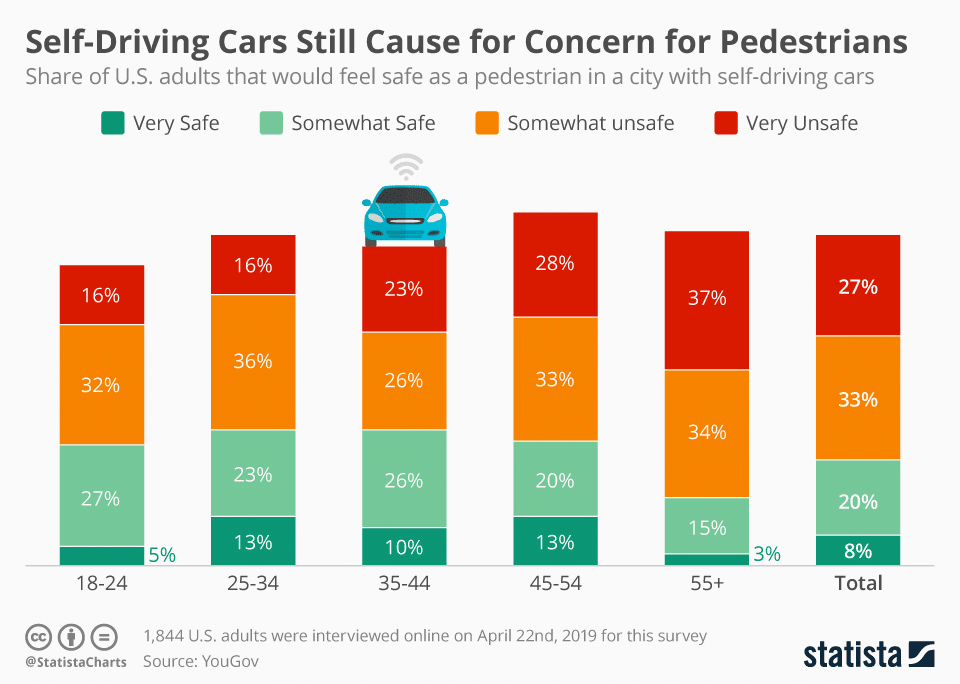 Self-Driving Cars Still Cause for Concern for Pedestrians
Share of U.S. adults that would feel safe as a pedestrian in a city with self-driving cars
Very Safe Somewhat Safe Somewhat unsafe Very Unsafe
16% 32% 27% 5%
16% 36% 23% 13%
23% 26% 26% 10%
28% 33% 20% 13%
37% 34% 15% 3%
27% 33% 20% 8%
18-24 25-34 35-44 45-54 55+ Total
cc
@StatistaCharts
1,844 U.S. adults were interviewed online on April 22nd, 2019 for this survey
Source: YouGov
statista